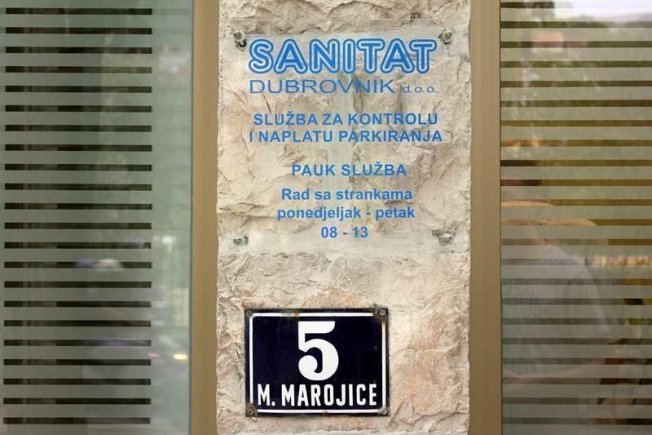 SANITAT
DUBROVNIK d.o.o.
SLUŽBA ZA KONTROLU
I NAPLATU PARKIRANJA
PAUK SLUŽBA
Rad sa strankama
ponedjeljak - petak
08 - 13
5
M. MAROJICE